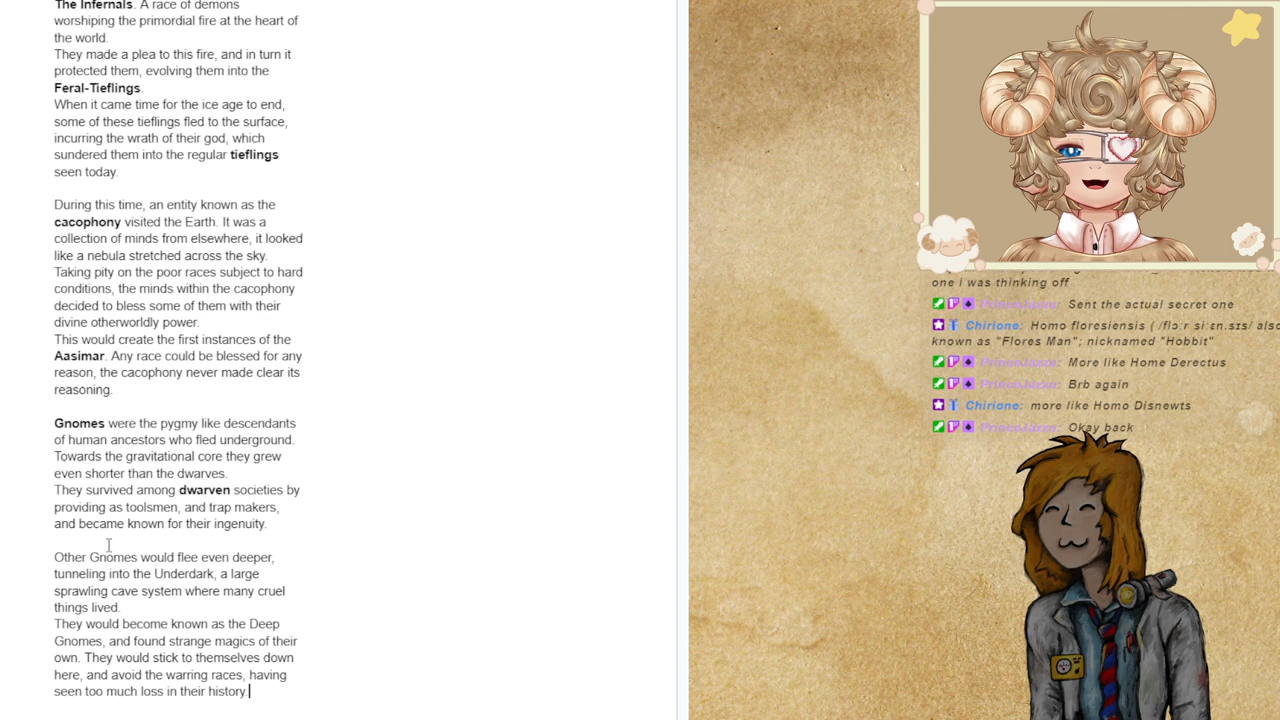 The Infernals. A race of demons
worshiping the primordial fire at the heart of
the world.
They made a plea to this fire, and in turn it
protected them, evolving them into the
Feral-Tieflings.
When it came time for the ice age to end,
some of these tieflings fled to the surface,
incurring the wrath of their god, which
sundered them into the regular tieflings
seen today.
During this time, an entity known as the
cacophony visited the Earth. It was a
collection of minds from elsewhere, it looked
like a nebula stretched across the sky.
Taking pity on the poor races subject to hard
conditions, the minds within the cacophony
decided to bless some of them with their
divine otherworldly power.
This would create the first instances of the
Aasimar. Any race could be blessed for any
reason, the cacophony never made clear its
reasoning.
Gnomes were the pygmy like descendants
of human ancestors who fled underground.
Towards the gravitational core they grew
even shorter than the dwarves.
They survived among dwarven societies by
providing as toolsmen, and trap makers,
and became known for their ingenuity.
Other Gnomes would flee even deeper,
tunneling into the Underdark, a large
sprawling cave system where many cruel
things lived.
They would become known as the Deep
Gnomes, and found strange magics of their
own. They would stick to themselves down
here, and avoid the warring races, having
seen too much loss in their history.
one i was thinking off
Sent the actual secret one
Chirione: Homo floresiensis ( /flɔːr
known as "Flores Man"; nicknamed "Hobbit"
More like Home Derectus
Brb again
Chirione: more like Homo Disnewts
Okay back